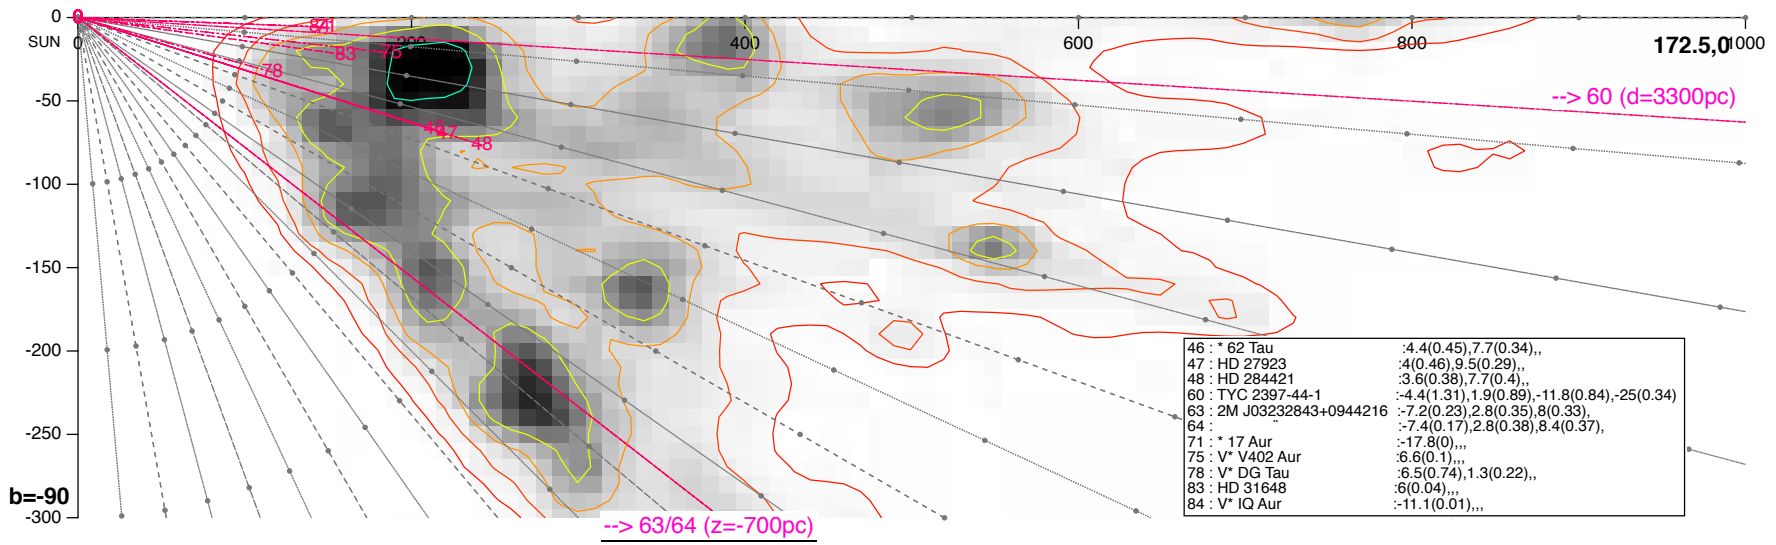 0
SUN
0
200
400
600
800
1000
172.5,0
84
71
83
75
78
47
48
--> 60 (d=3300pc)
-50
-100
-150
-200
-250
-300
b=-90
--> 63/64 (z=-700pc)
46 : * 62 Tau :4.4(0.45),7.7(0.34),,
47 : HD 27923 :4(0.46),9.5(0.29),,
48 : HD 284421 :3.6(0.38),7.7(0.4),,
60 : TYC 2397-44-1 :-4.4(1.31),1.9(0.89),-11.8(0.84),-25(0.34)
63 : 2M J03232843+0944216 :-7.2(0.23),2.8(0.35),8(0.33),
64 : " :-7.4(0.17),2.8(0.38),8.4(0.37),
71 : * 17 Aur :-17.8(0),,,
75 : V* V402 Aur :6.6(0.1),,,
78 : V* DG Tau :6.5(0.74),1.3(0.22),,
83 : HD 31648 :6(0.04),,,
84 : V* IQ Aur :-11.1(0.01),,,